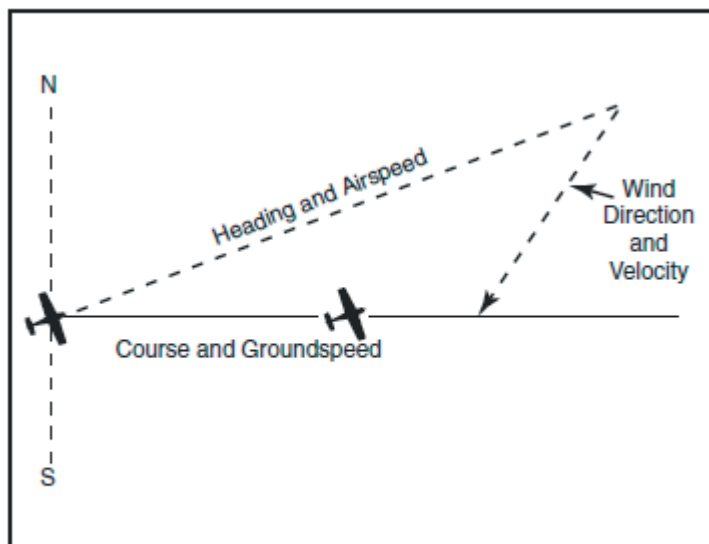 N
Heading and Airspeed
Wind
Direction
and
Velocity
Course and Groundspeed
S